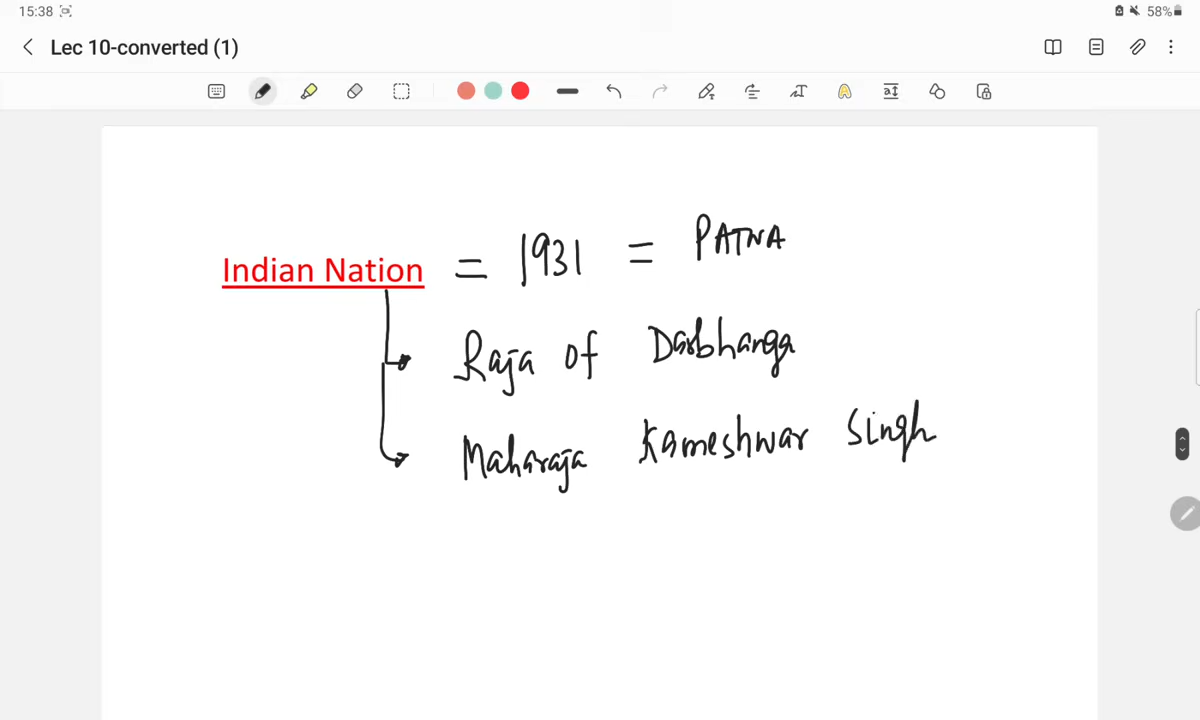 15:38 58%
Lec 10-converted (1)
Indian Nation = 1931 = PATNA
Raja of Darbhanga
Maharaja Kameshwar Singh